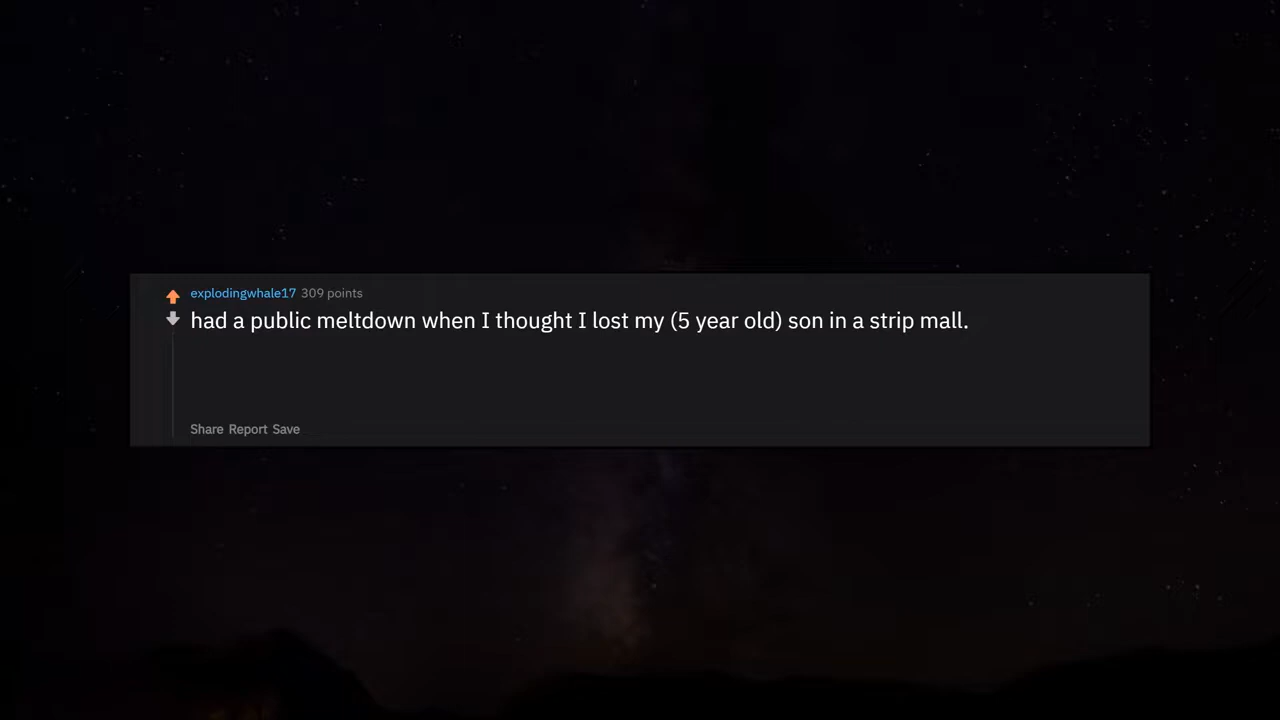 explodingwhale17 309 points
had a public meltdown when I thought I lost my (5 year old) son in a strip mall.
Share Report Save